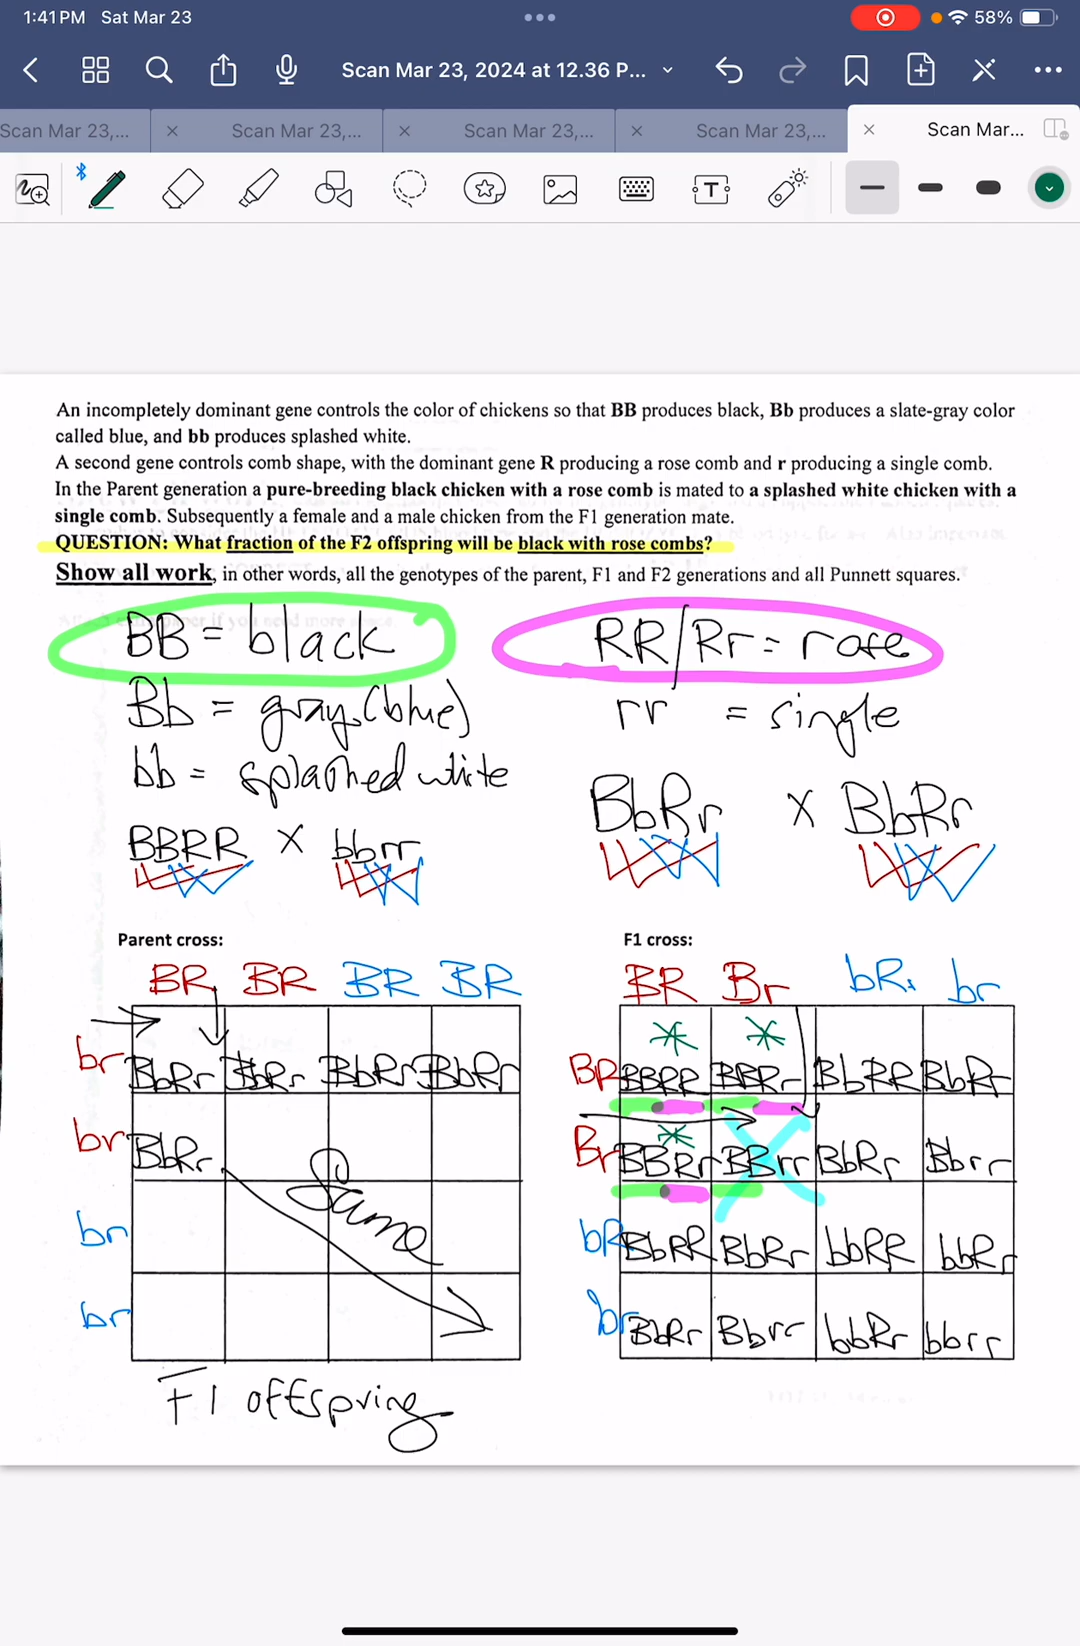 1:41 PM Sat Mar 23
58%
Scan Mar 23, 2024 at 12.36 P...
Scan Mar 23,...
Scan Mar 23,...
Scan Mar 23,...
Scan Mar 23,...
Scan Mar...
An incompletely dominant gene controls the color of chickens so that BB produces black, Bb produces a slate-gray color
called blue, and bb produces splashed white.
A second gene controls comb shape, with the dominant gene R producing a rose comb and r producing a single comb.
In the Parent generation a pure-breeding black chicken with a rose comb is mated to a splashed white chicken with a
single comb. Subsequently a female and a male chicken from the F1 generation mate.
QUESTION: What fraction of the F2 offspring will be black with rose combs?
Show all work, in other words, all the genotypes of the parent, F1 and F2 generations and all Punnett squares.
BB = black
RR/Rr = rose
Bb = gray (blue)
rr = single
bb = splashed white
BbRr x BbRr
BBRR x bbrr
Parent cross:
F1 cross:
BR BR BR BR
BR Br bR br
br BbRr BbRr BbRr BbRr
BR BBRR BBRr BbRR BbRr
br BbRr
Br BBRr BBrr BbRr Bbrr
Same
br
bR BbRR BbRr bbRR bbRr
br
br BbRr Bbrr bbRr bbrr
F1 offspring